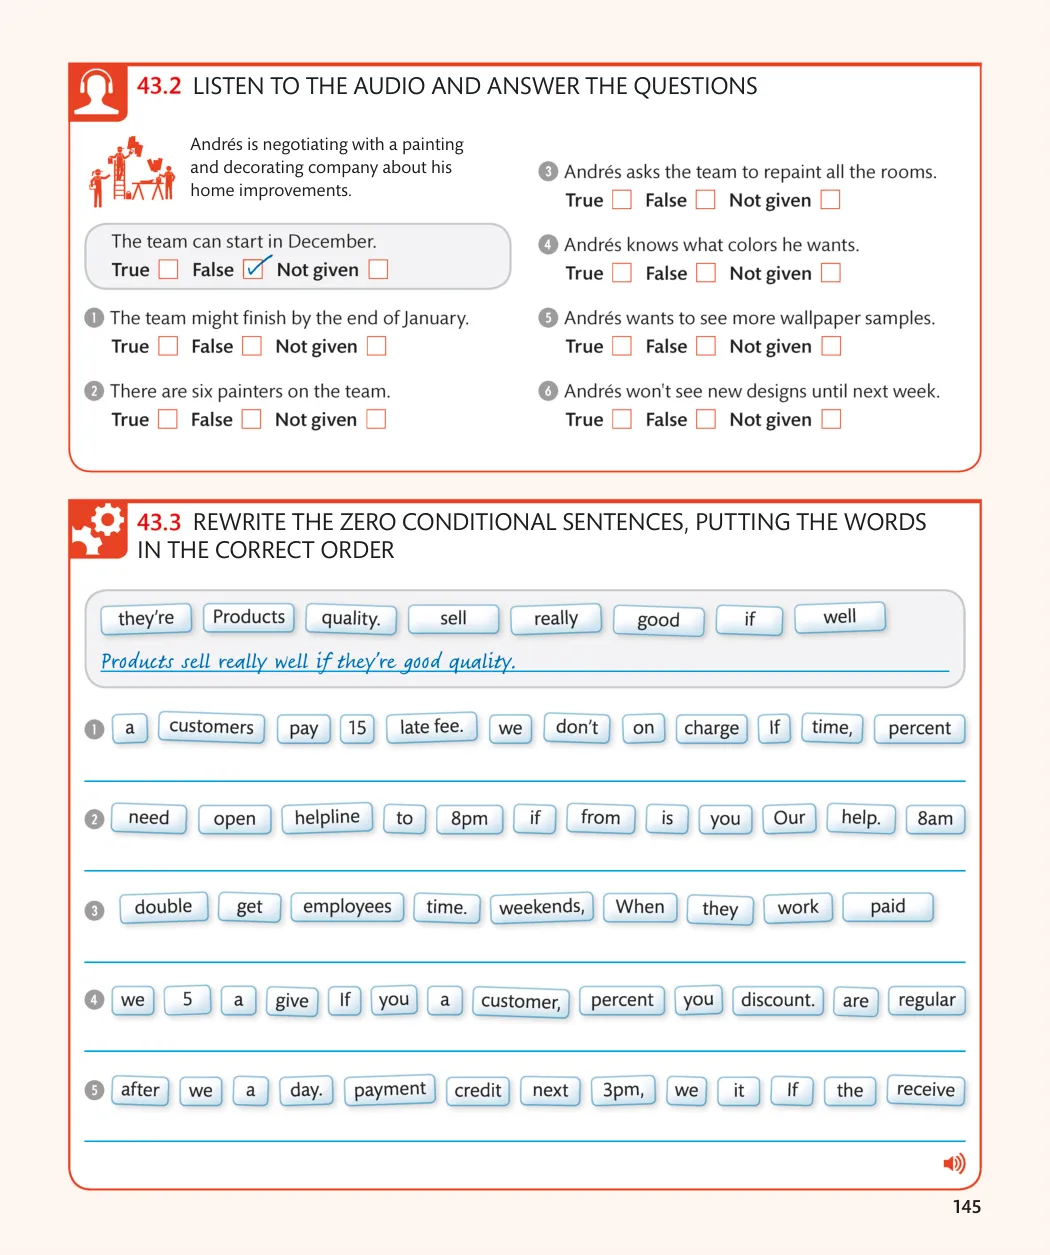 43.2 LISTEN TO THE AUDIO AND ANSWER THE QUESTIONS
Andrés is negotiating with a painting
and decorating company about his
home improvements.
The team can start in December.
True False Not given
1 The team might finish by the end of January.
True False Not given
2 There are six painters on the team.
True False Not given
3 Andrés asks the team to repaint all the rooms.
True False Not given
4 Andrés knows what colors he wants.
True False Not given
5 Andrés wants to see more wallpaper samples.
True False Not given
6 Andrés won't see new designs until next week.
True False Not given
43.3 REWRITE THE ZERO CONDITIONAL SENTENCES, PUTTING THE WORDS
IN THE CORRECT ORDER
they’re Products quality. sell really good if well
Products sell really well if they’re good quality.
1 a customers pay 15 late fee. we don’t on charge If time, percent
2 need open helpline to 8pm if from is you Our help. 8am
3 double get employees time. weekends, When they work paid
4 we 5 a give If you a customer, percent you discount. are regular
5 after we a day. payment credit next 3pm, we it If the receive
145